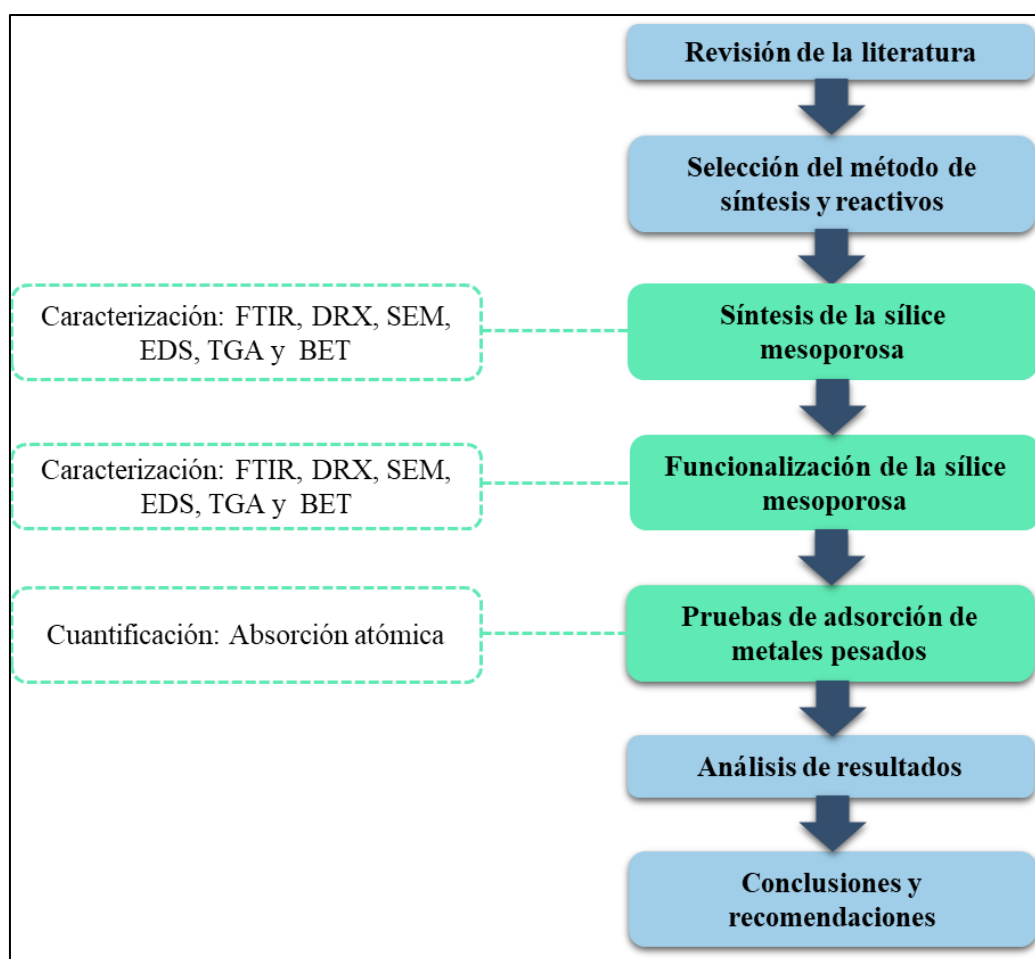 Revisión de la literatura
Selección del método de
síntesis y reactivos
Caracterización: FTIR, DRX, SEM,
EDS, TGA y BET
Síntesis de la sílice
mesoporosa
Caracterización: FTIR, DRX, SEM,
EDS, TGA y BET
Funcionalización de la sílice
mesoporosa
Cuantificación: Absorción atómica
Pruebas de adsorción de
metales pesados
Análisis de resultados
Conclusiones y
recomendaciones